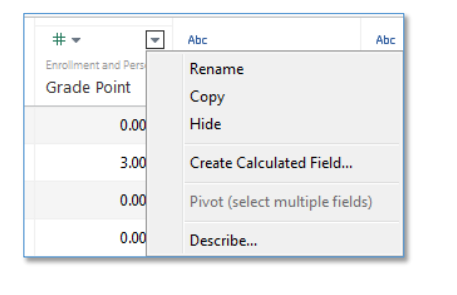 # Abc Abc
Enrollment and Pers
Grade Point
Rename
Copy
Hide
Create Calculated Field...
Pivot (select multiple fields)
Describe...
0.00
3.00
0.00
0.00